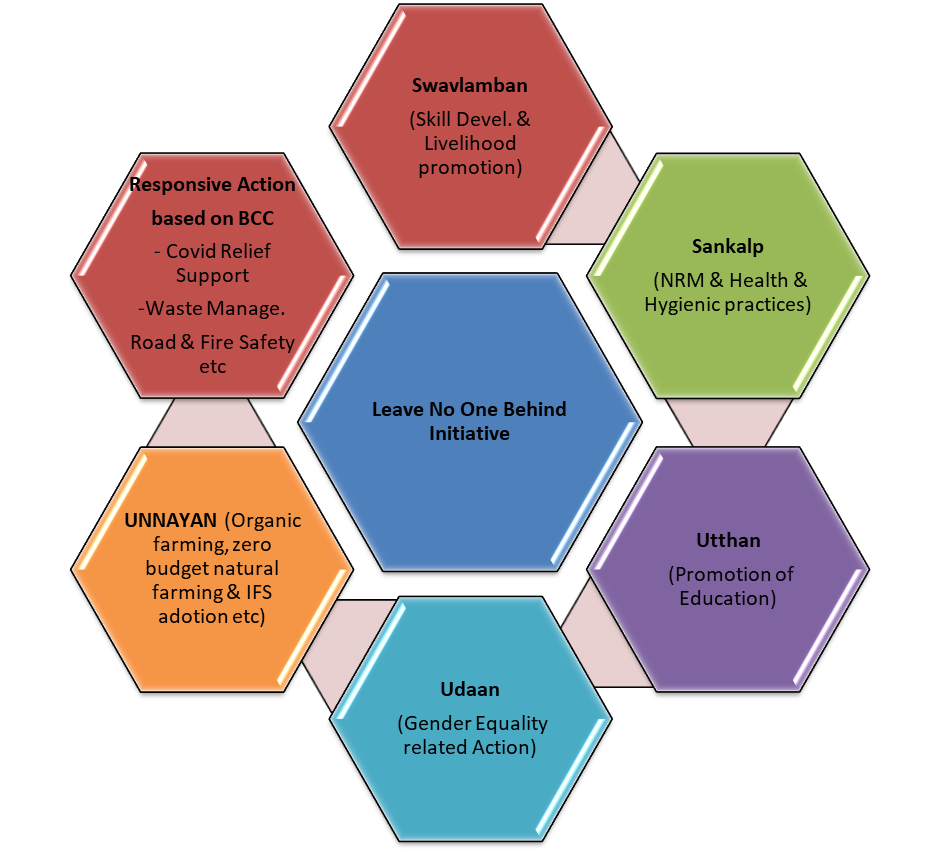 Swavlamban
(Skill Devel. &
Livelihood
promotion)
Responsive Action
based on BCC
- Covid Relief
Support
-Waste Manage.
Road & Fire Safety
etc
Sankalp
(NRM & Health &
Hygienic practices)
Leave No One Behind
Initiative
UNNAYAN (Organic
farming, zero
budget natural
farming & IFS
adotion etc)
Utthan
(Promotion of
Education)
Udaan
(Gender Equality
related Action)